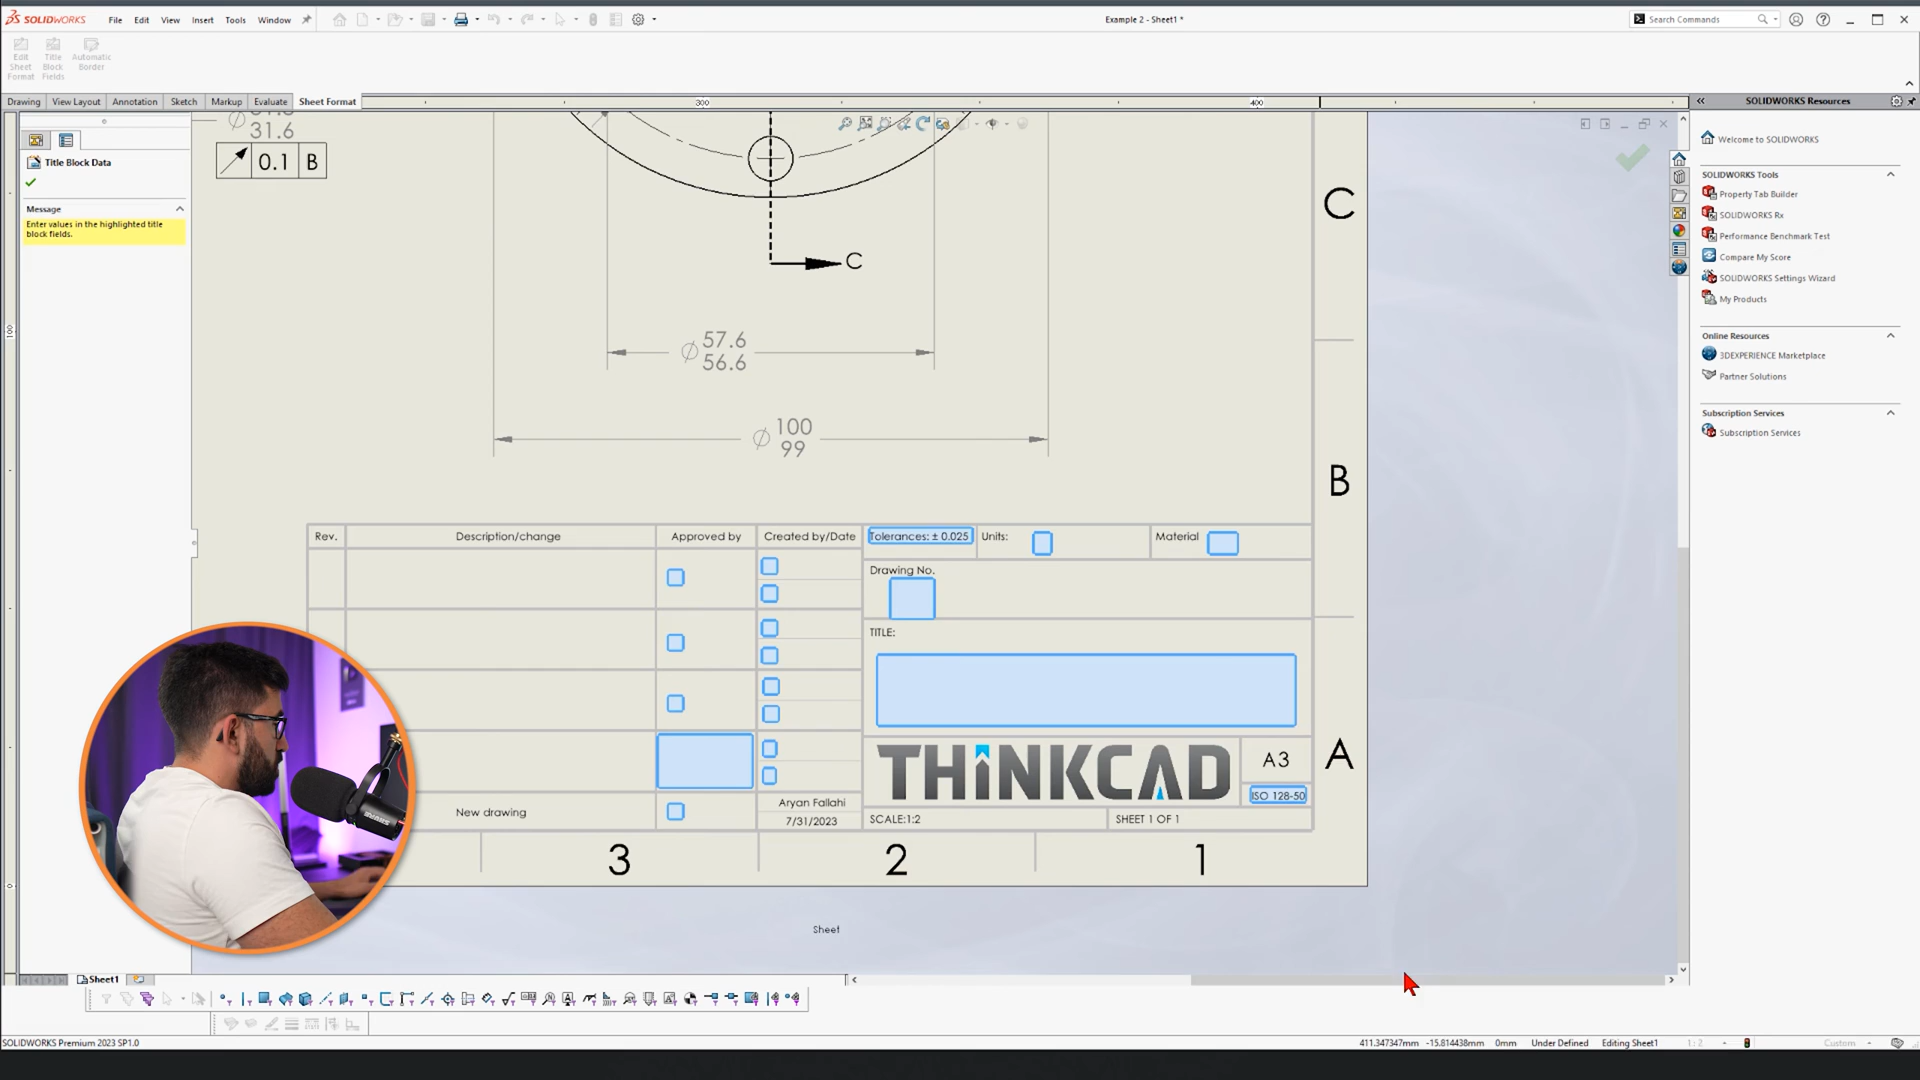 SOLIDWORKS File Edit View Insert Tools Window
Example 2 - Sheet1 *
Search Commands
Edit Sheet Format
Title Block Fields
Automatic Border
Drawing View Layout Annotation Sketch Markup Evaluate Sheet Format
300
400
SOLIDWORKS Resources
Title Block Data
Message
Enter values in the highlighted title
block fields.
31.6
0.1 B
C
C
100
57.6
56.6
100
99
B
Welcome to SOLIDWORKS
SOLIDWORKS Tools
Property Tab Builder
SOLIDWORKS Rx
Performance Benchmark Test
Compare My Score
SOLIDWORKS Settings Wizard
My Products
Online Resources
3DEXPERIENCE Marketplace
Partner Solutions
Subscription Services
Subscription Services
Rev. Description/change Approved by Created by/Date Tolerances: ± 0.025 Units: Material
Drawing No.
TITLE:
THINKCAD
A3
A
ISO 128-50
New drawing
Aryan Fallahi
7/31/2023
SCALE:1:2
SHEET 1 OF 1
3 2 1
0
Sheet
Sheet1
SOLIDWORKS Premium 2023 SP1.0
411.347347mm -15.814438mm 0mm Under Defined Editing Sheet1 1 : 2 Custom